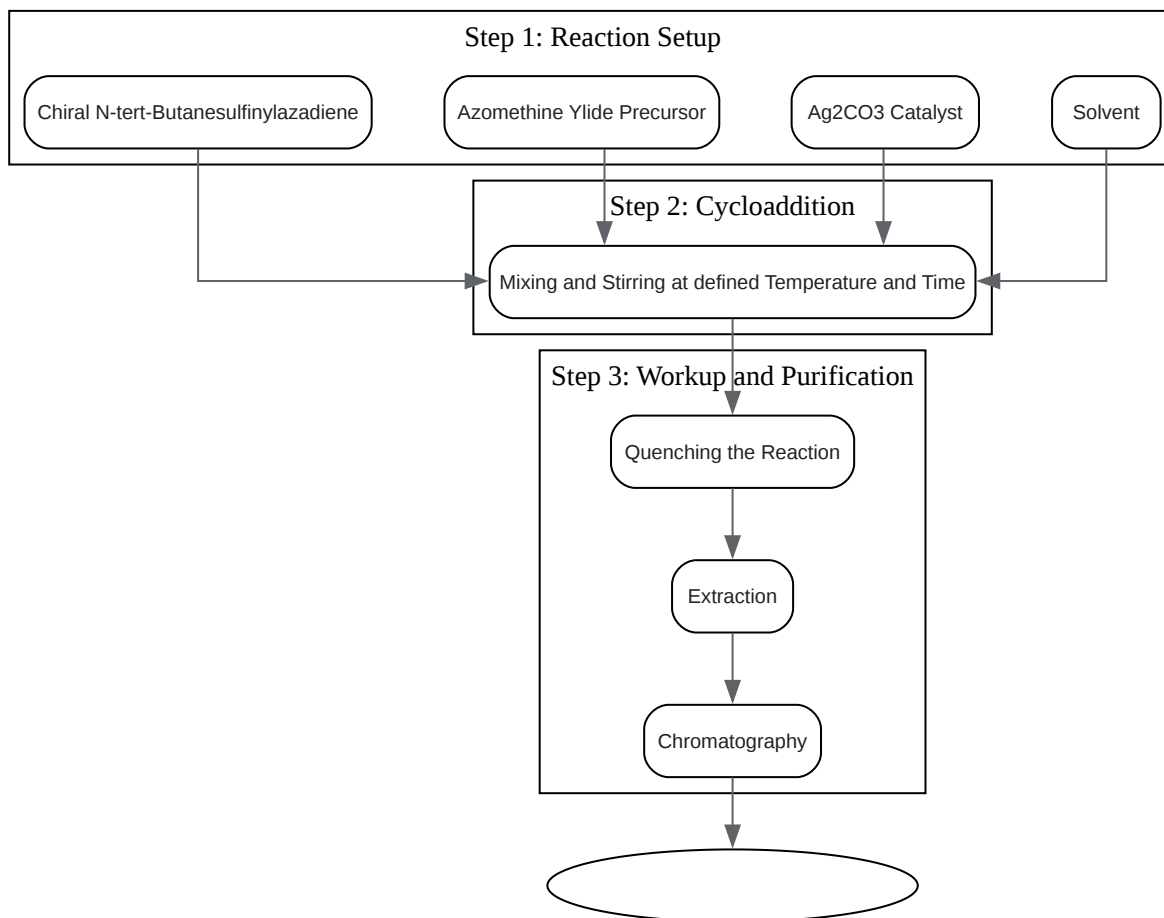 Step 1: Reaction Setup
Chiral N-tert-Butanesulfinylazadiene
Azomethine Ylide Precursor
Ag2CO3 Catalyst
Solvent
Step 2: Cycloaddition
Mixing and Stirring at defined Temperature and Time
Step 3: Workup and Purification
Quenching the Reaction
Extraction
Chromatography